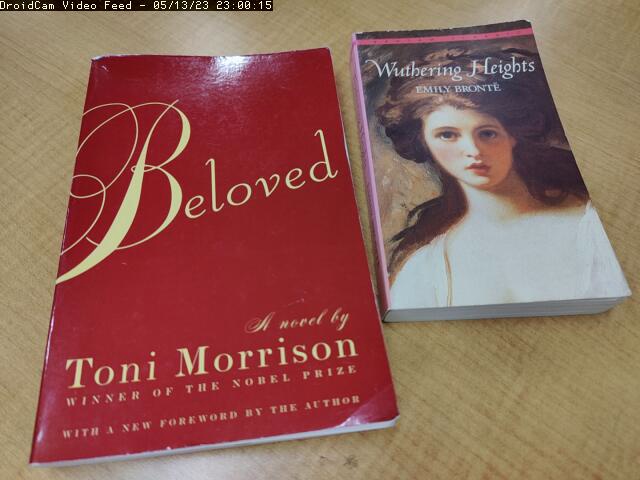 DroidCam Video Feed - 05/13/23 23:00:15
Beloved
A novel by
Toni Morrison
WINNER OF THE NOBEL PRIZE
WITH A NEW FOREWORD BY THE AUTHOR
Wuthering Heights
EMILY BRONTË